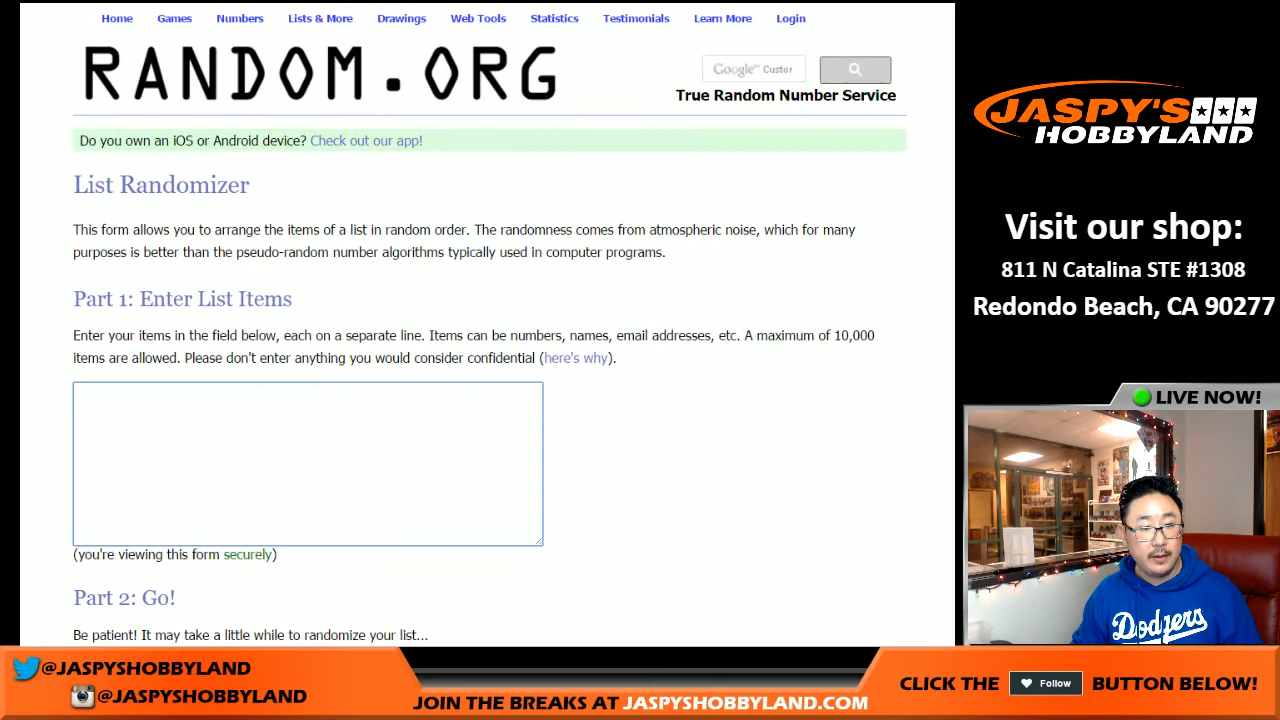 Home Games Numbers Lists & More Drawings Web Tools Statistics Testimonials Learn More Login
RANDOM.ORG
Google™ Custor
True Random Number Service
Do you own an iOS or Android device? Check out our app!
List Randomizer
This form allows you to arrange the items of a list in random order. The randomness comes from atmospheric noise, which for many
purposes is better than the pseudo-random number algorithms typically used in computer programs.
Part 1: Enter List Items
Enter your items in the field below, each on a separate line. Items can be numbers, names, email addresses, etc. A maximum of 10,000
items are allowed. Please don't enter anything you would consider confidential (here's why).
(you're viewing this form securely)
Part 2: Go!
Be patient! It may take a little while to randomize your list...
JASPY'S
HOBBYLAND
Visit our shop:
811 N Catalina STE #1308
Redondo Beach, CA 90277
LIVE NOW!
Dodgers
@JASPYSHOBBYLAND
@JASPYSHOBBYLAND
JOIN THE BREAKS AT JASPYSHOBBYLAND.COM
CLICK THE Follow BUTTON BELOW!